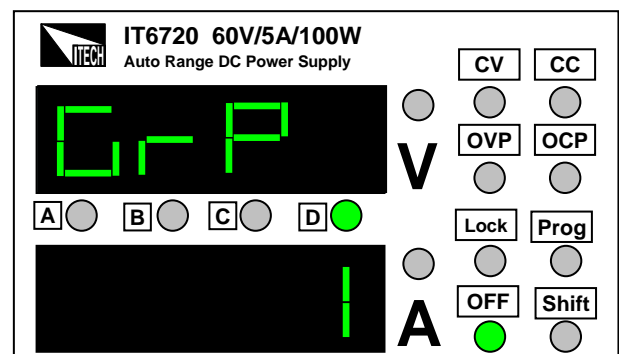 ITECH
IT6720 60V/5A/100W
Auto Range DC Power Supply
CV CC
GrP
V
OVP OCP
A B C D
Lock Prog
1
A
OFF Shift